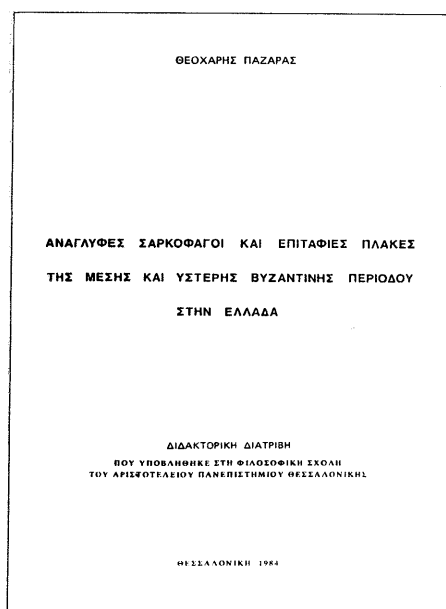 ΘΕΟΧΑΡΗΣ ΠΑΖΑΡΑΣ
ΑΝΑΓΛΥΦΕΣ ΣΑΡΚΟΦΑΓΟΙ ΚΑΙ ΕΠΙΤΑΦΙΕΣ ΠΛΑΚΕΣ
ΤΗΣ ΜΕΣΗΣ ΚΑΙ ΥΣΤΕΡΗΣ ΒΥΖΑΝΤΙΝΗΣ ΠΕΡΙΟΔΟΥ
ΣΤΗΝ ΕΛΛΑΔΑ
ΔΙΔΑΚΤΟΡΙΚΗ ΔΙΑΤΡΙΒΗ
ΠΟΥ ΥΠΟΒΛΗΘΗΚΕ ΣΤΗ ΦΙΛΟΣΟΦΙΚΗ ΣΧΟΛΗ
ΤΟΥ ΑΡΙΣΤΟΤΕΛΕΙΟΥ ΠΑΝΕΠΙΣΤΗΜΙΟΥ ΘΕΣΣΑΛΟΝΙΚΗΣ
ΘΕΣΣΑΛΟΝΙΚΗ 1984